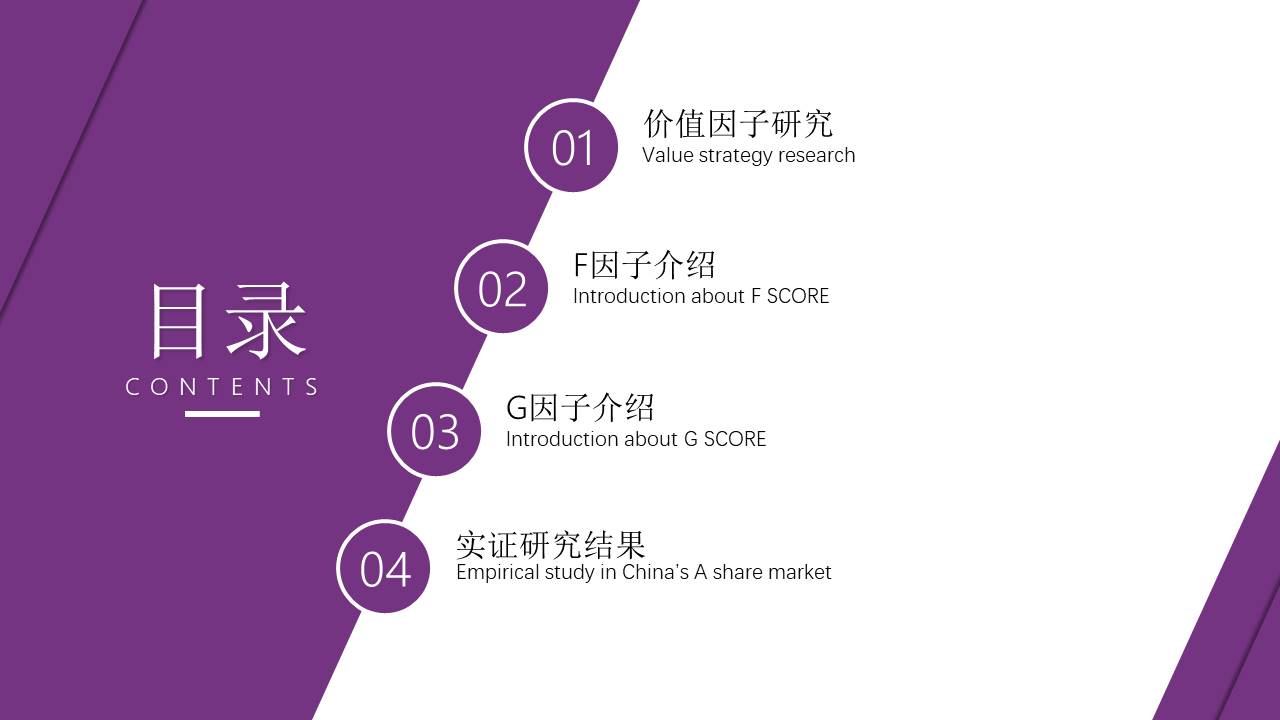 目录
CONTENTS
01
价值因子研究
Value strategy research
02
F因子介绍
Introduction about F SCORE
03
G因子介绍
Introduction about G SCORE
04
实证研究结果
Empirical study in China's A share market